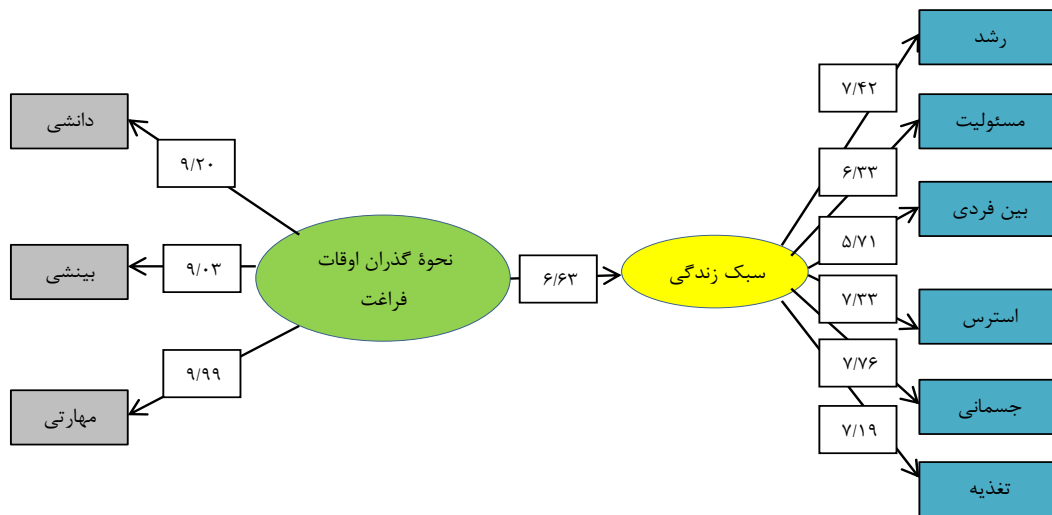 رشد
۷/۴۲
مسئولیت
دانشی
۹/۲۰
۶/۳۳
بین فردی
۵/۷۱
نحوۀ گذران اوقات
فراغت
سبک زندگی
بینشی
۹/۰۳
۶/۶۳
۷/۳۳
استرس
۷/۷۶
جسمانی
۹/۹۹
مهارتی
۷/۱۹
تغذیه